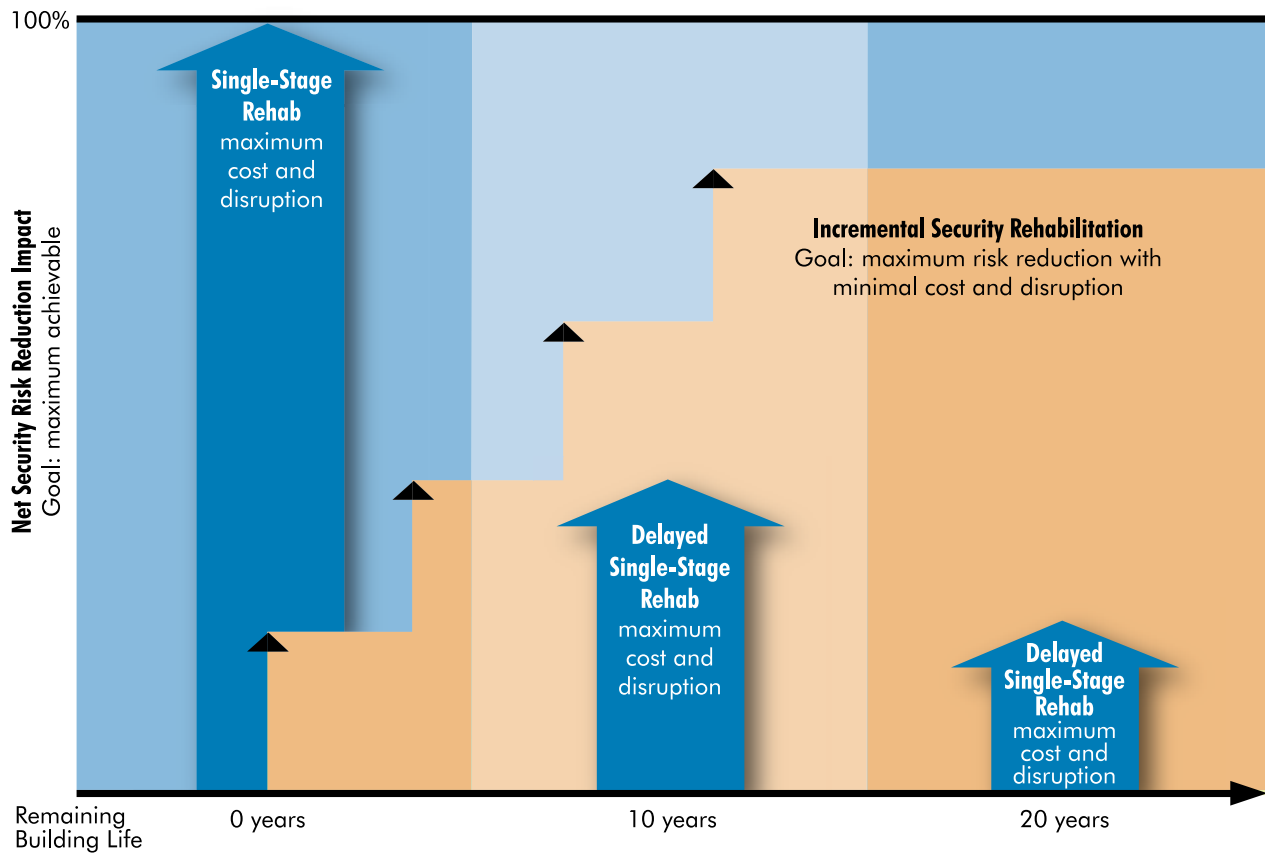 100%
Single-Stage
Rehab
maximum
cost and
disruption
Net Security Risk Reduction Impact
Goal: maximum achievable
Incremental Security Rehabilitation
Goal: maximum risk reduction with
minimal cost and disruption
Delayed
Single-Stage
Rehab
maximum
cost and
disruption
Delayed
Single-Stage
Rehab
maximum
cost and
disruption
Remaining
Building Life
0 years
10 years
20 years